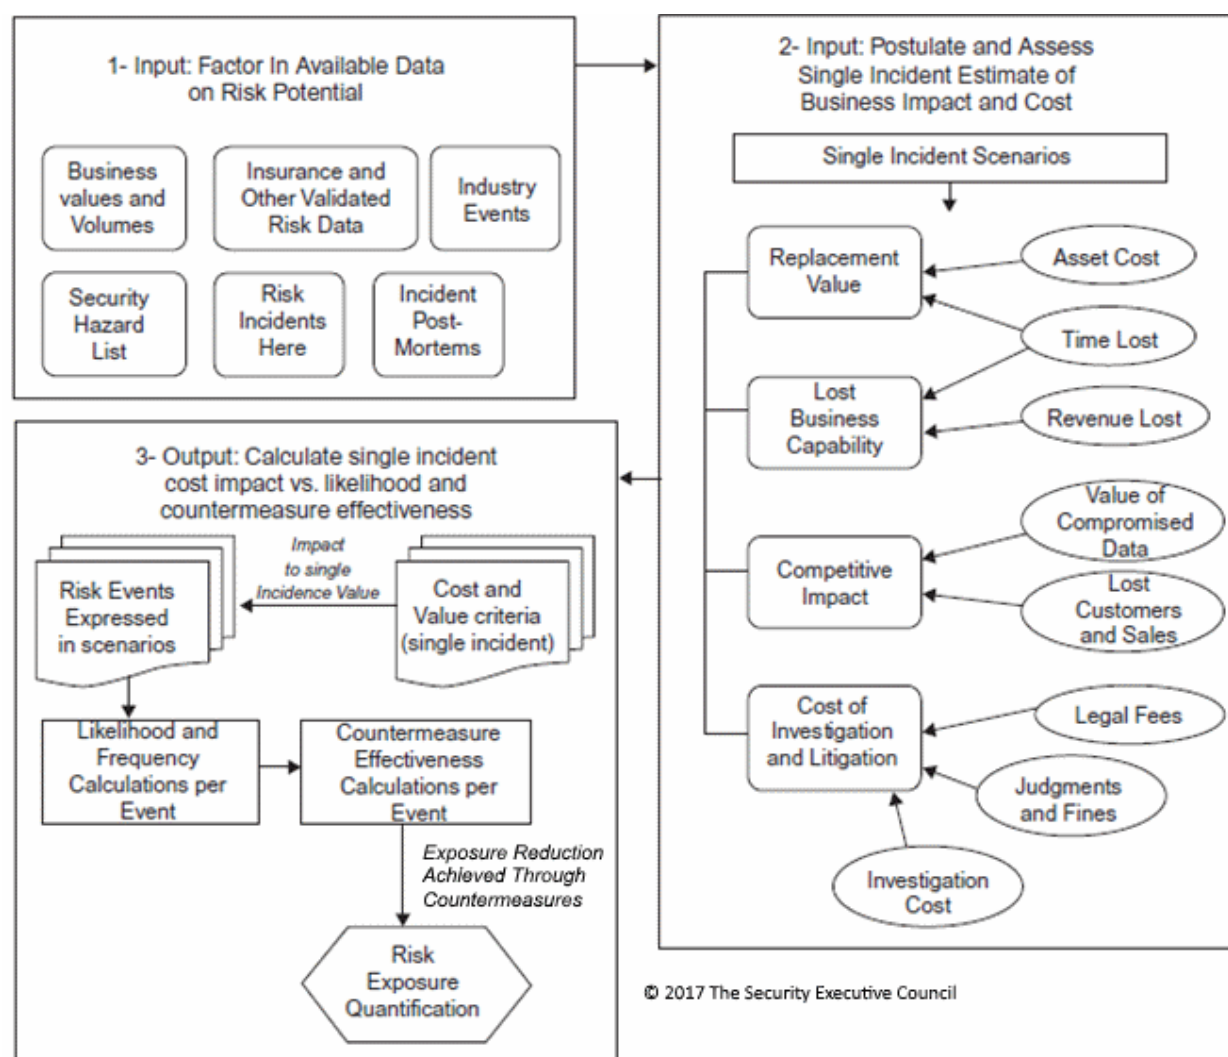 1- Input: Factor In Available Data
on Risk Potential
Business
values and
Volumes
Insurance and
Other Validated
Risk Data
Industry
Events
Security
Hazard
List
Risk
Incidents
Here
Incident
Post-
Mortems
2- Input: Postulate and Assess
Single Incident Estimate of
Business Impact and Cost
Single Incident Scenarios
Replacement
Value
Asset Cost
Time Lost
Lost
Business
Capability
Revenue Lost
Competitive
Impact
Value of
Compromised
Data
Lost
Customers
and Sales
Cost of
Investigation
and Litigation
Legal Fees
Judgments
and Fines
Investigation
Cost
3- Output: Calculate single incident
cost impact vs. likelihood and
countermeasure effectiveness
Risk Events
Expressed
in scenarios
Impact
to single
Incidence Value
Cost and
Value criteria
(single incident)
Likelihood and
Frequency
Calculations per
Event
Countermeasure
Effectiveness
Calculations per
Event
Exposure Reduction
Achieved Through
Countermeasures
Risk
Exposure
Quantification
© 2017 The Security Executive Council